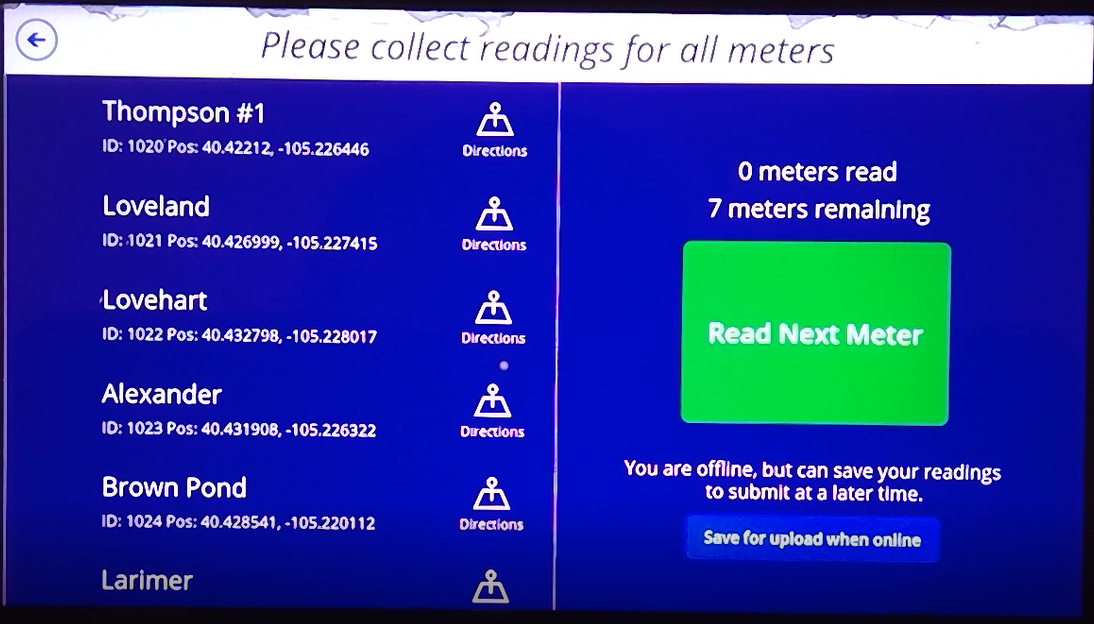 Please collect readings for all meters
Thompson #1
ID: 1020 Pos: 40.42212, -105.226446
Directions
Loveland
ID: 1021 Pos: 40.426999, -105.227415
Directions
Lovehart
ID: 1022 Pos: 40.432798, -105.228017
Directions
Alexander
ID: 1023 Pos: 40.431908, -105.226322
Directions
Brown Pond
ID: 1024 Pos: 40.428541, -105.220112
Directions
Larimer
0 meters read
7 meters remaining
Read Next Meter
You are offline, but can save your readings
to submit at a later time.
Save for upload when online